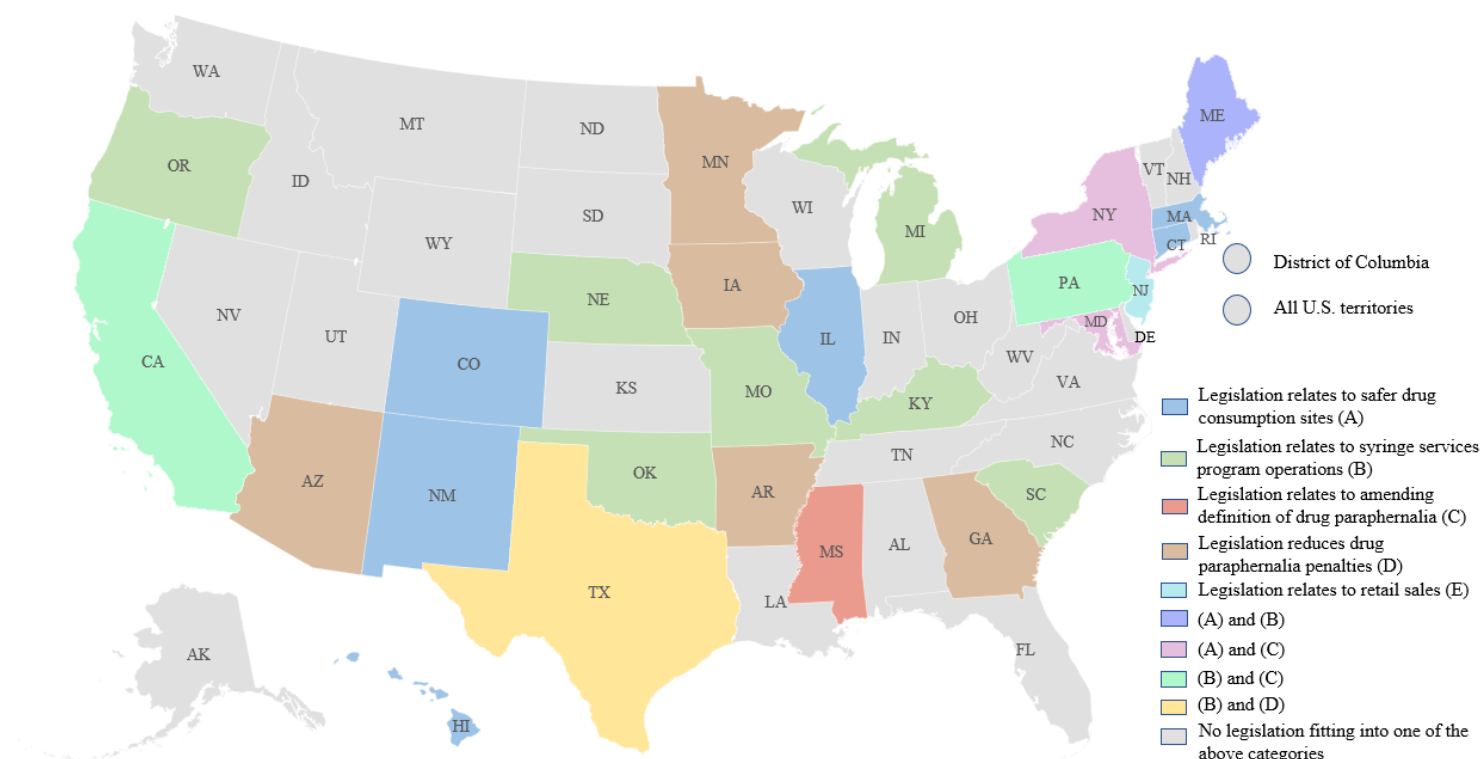 WA
MT
ND
MN
ME
OR
ID
SD
WI
VT
NH
NY
MA
WY
MI
CT
RI
IA
PA
NJ
NE
NV
UT
CO
IL
IN
OH
MD
DE
CA
KS
MO
WV
VA
KY
AZ
NM
OK
AR
TN
NC
SC
TX
LA
MS
AL
GA
FL
AK
HI
District of Columbia
All U.S. territories
Legislation relates to safer drug
consumption sites (A)
Legislation relates to syringe services
program operations (B)
Legislation relates to amending
definition of drug paraphernalia (C)
Legislation reduces drug
paraphernalia penalties (D)
Legislation relates to retail sales (E)
(A) and (B)
(A) and (C)
(B) and (C)
(B) and (D)
No legislation fitting into one of the
above categories